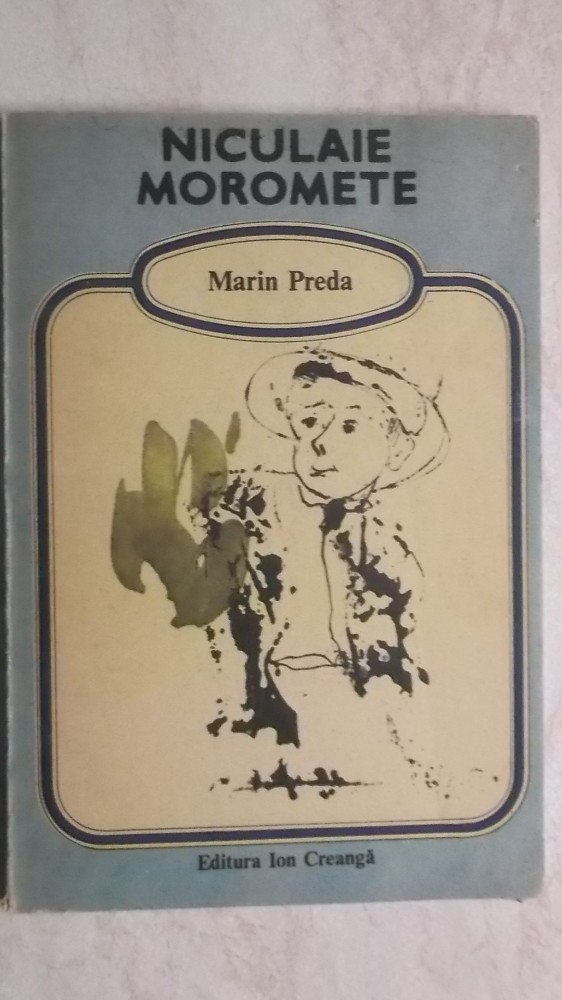 NICULAIE
MOROMETE
Marin Preda
Editura Ion Creangă